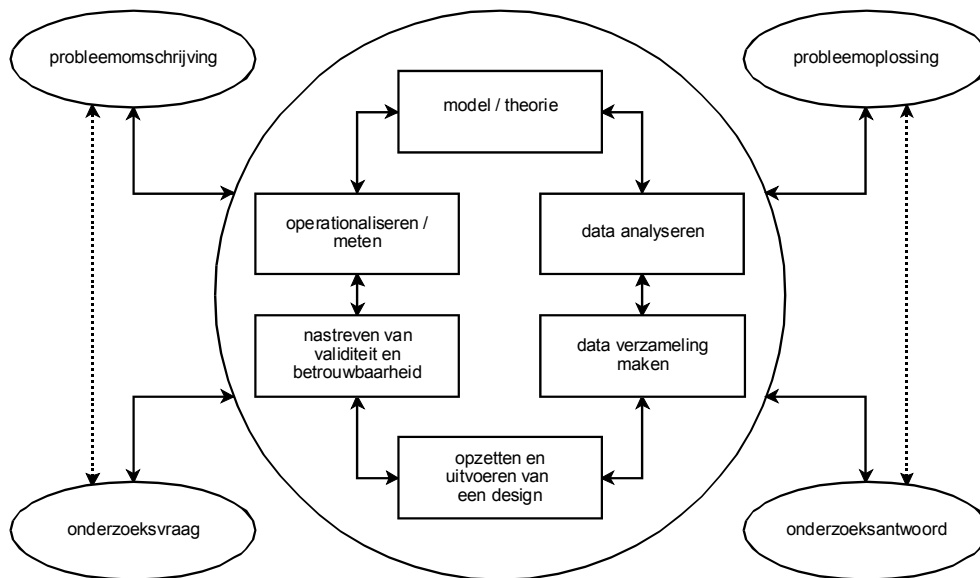 probleemomschrijving
probleemoplossing
model / theorie
operationaliseren /
meten
data analyseren
nastreven van
validiteit en
betrouwbaarheid
data verzameling
maken
opzetten en
uitvoeren van
een design
onderzoeksvraag
onderzoeksantwoord